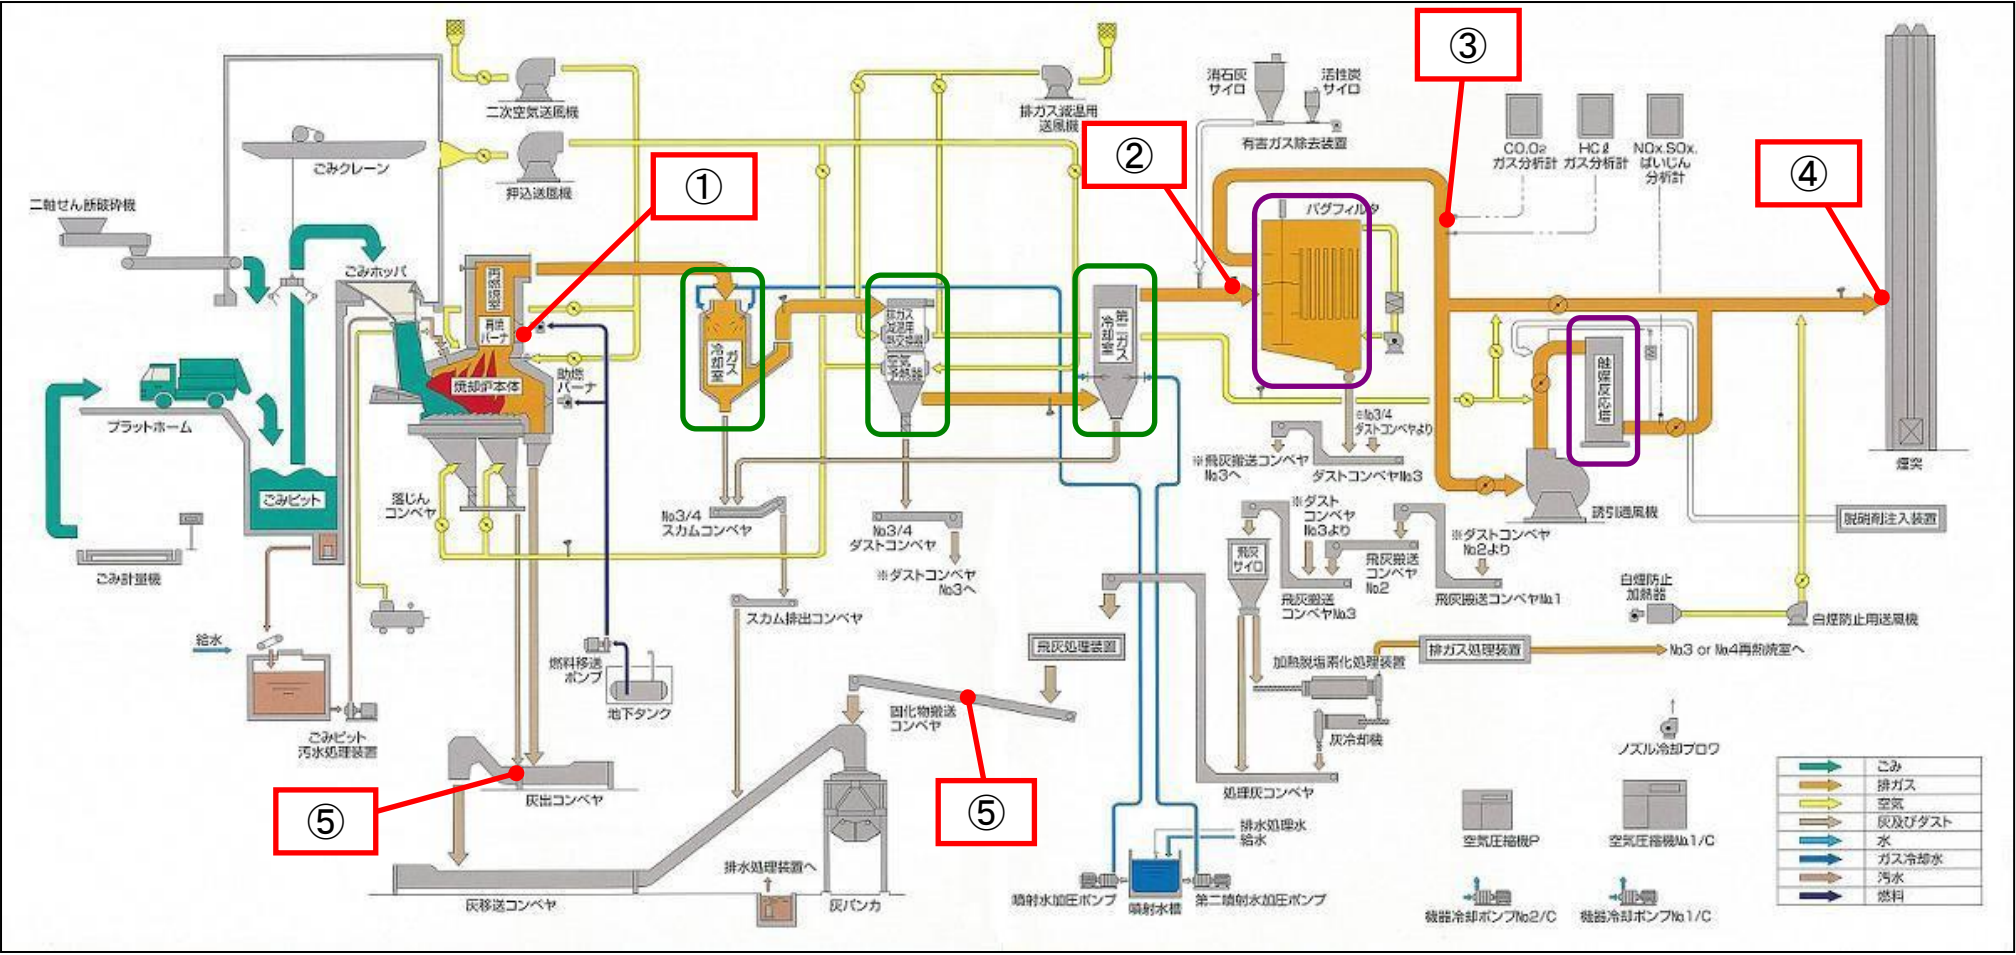 ③
消石灰
サイロ
活性炭
サイロ
二次空気送風機
排ガス減温用
送風機
有害ガス除去装置
CO,O₂
ガス分析計
HCℓ
ガス分析計
NOx,SOx,
ばいじん
分析計
②
④
①
ごみクレーン
押込送風機
二軸せん断破砕機
バグフィルタ
ごみホッパ
再燃焼室
再燃
バーナ
ガス
冷却室
排ガス
減温用
熱交換器
空気
予熱器
第二ガス
冷却室
触媒反応塔
焼却炉本体
助燃
バーナ
プラットホーム
※No3/4
ダストコンベヤより
※飛灰搬送コンベヤ
No3へ
ダストコンベヤNo3
煙突
ごみピット
落じん
コンベヤ
No3/4
スカムコンベヤ
No3/4
ダストコンベヤ
※ダスト
コンベヤ
No3より
※ダストコンベヤ
No2より
誘引通風機
脱硝剤注入装置
ごみ計量機
※ダストコンベヤ
No3へ
飛灰
サイロ
飛灰搬送
コンベヤ
No2
飛灰搬送
コンベヤNo3
飛灰搬送コンベヤNo1
白煙防止
加熱器
白煙防止用送風機
スカム排出コンベヤ
給水
燃料移送
ポンプ
地下タンク
飛灰処理装置
加熱脱塩素化処理装置
排ガス処理装置
No3 or No4再燃焼室へ
ごみピット
汚水処理装置
固化物搬送
コンベヤ
灰冷却機
ノズル冷却ブロワ
⑤
灰出コンベヤ
⑤
処理灰コンベヤ
排水処理水
給水
空気圧縮機P
空気圧縮機No1/C
排水処理装置へ
灰移送コンベヤ
灰バンカ
噴射水加圧ポンプ
噴射水槽
第二噴射水加圧ポンプ
機器冷却ポンプNo2/C
機器冷却ポンプNo1/C
ごみ
排ガス
空気
灰及びダスト
水
ガス冷却水
汚水
燃料